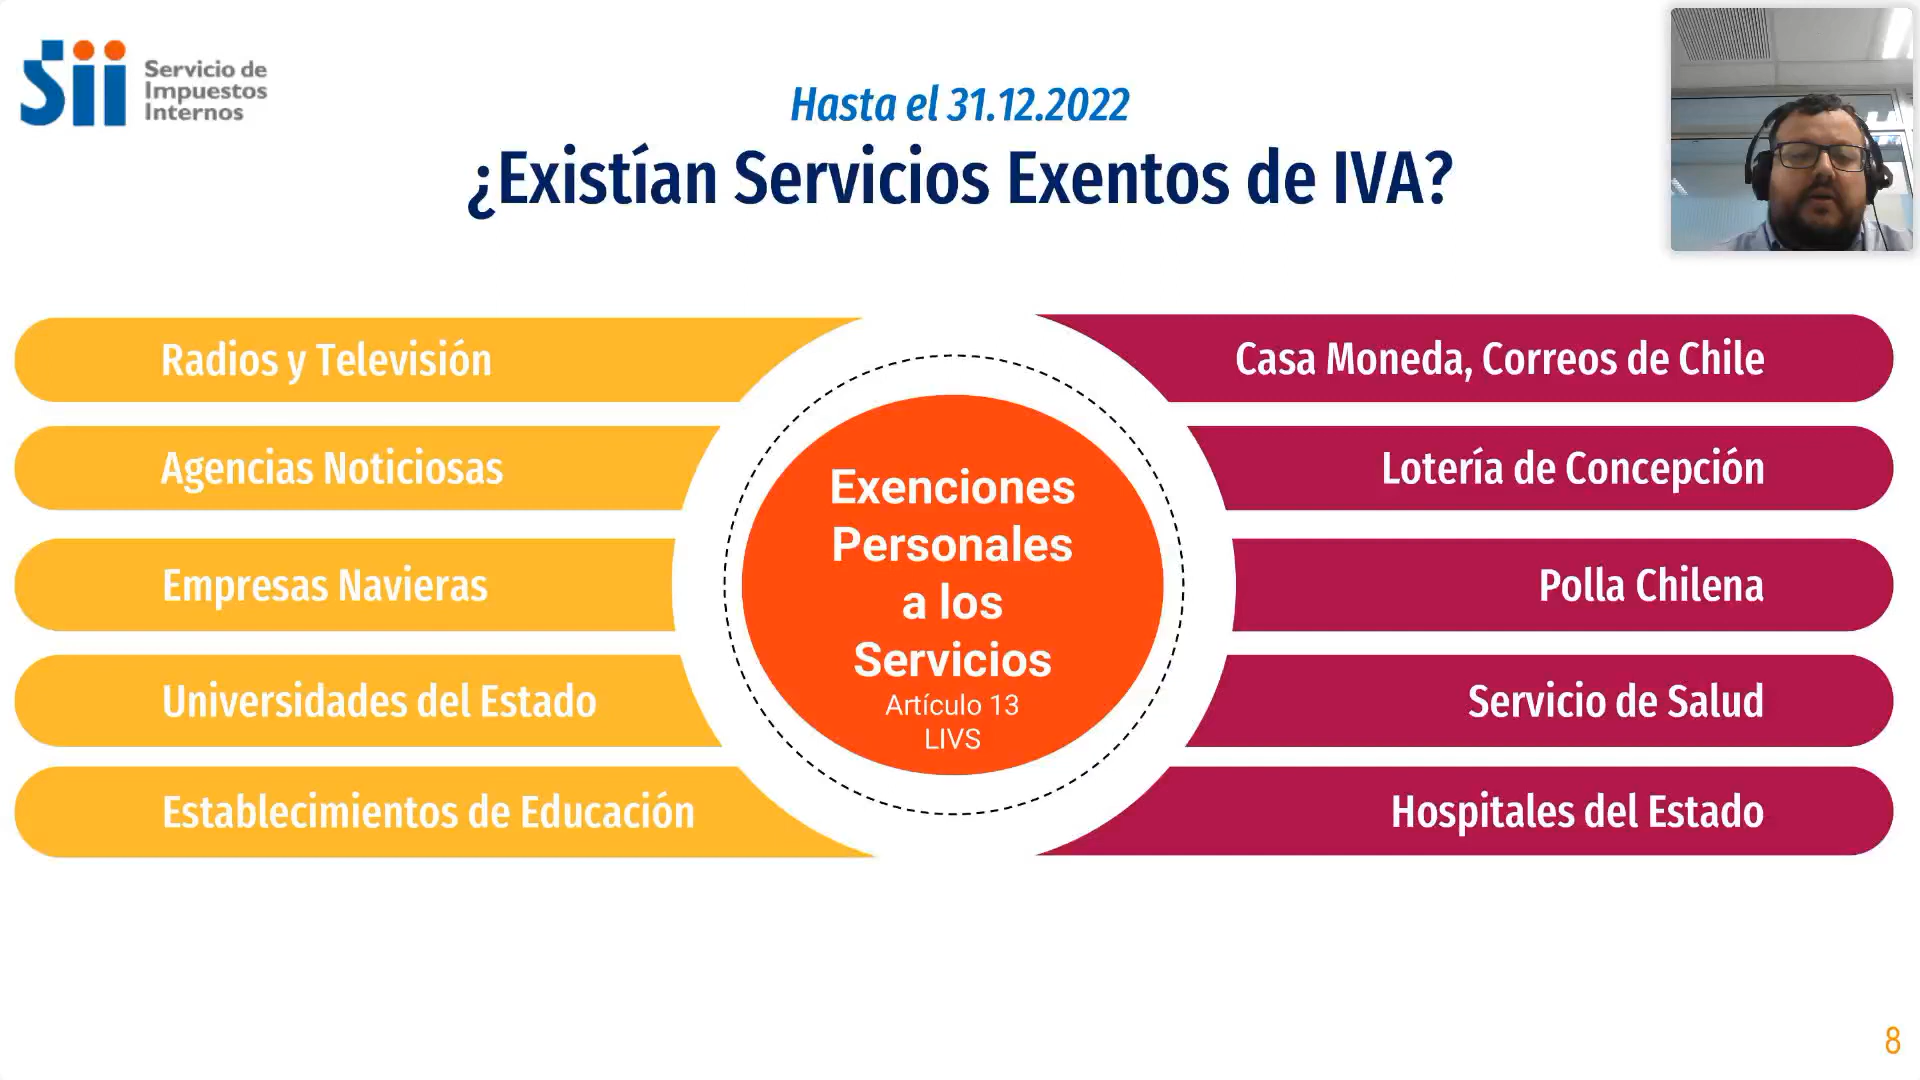 Sii Servicio de
Impuestos
Internos
Hasta el 31.12.2022
¿Existían Servicios Exentos de IVA?
Radios y Televisión
Agencias Noticiosas
Empresas Navieras
Universidades del Estado
Establecimientos de Educación
Exenciones
Personales
a los
Servicios
Artículo 13
LIVS
Casa Moneda, Correos de Chile
Lotería de Concepción
Polla Chilena
Servicio de Salud
Hospitales del Estado
8